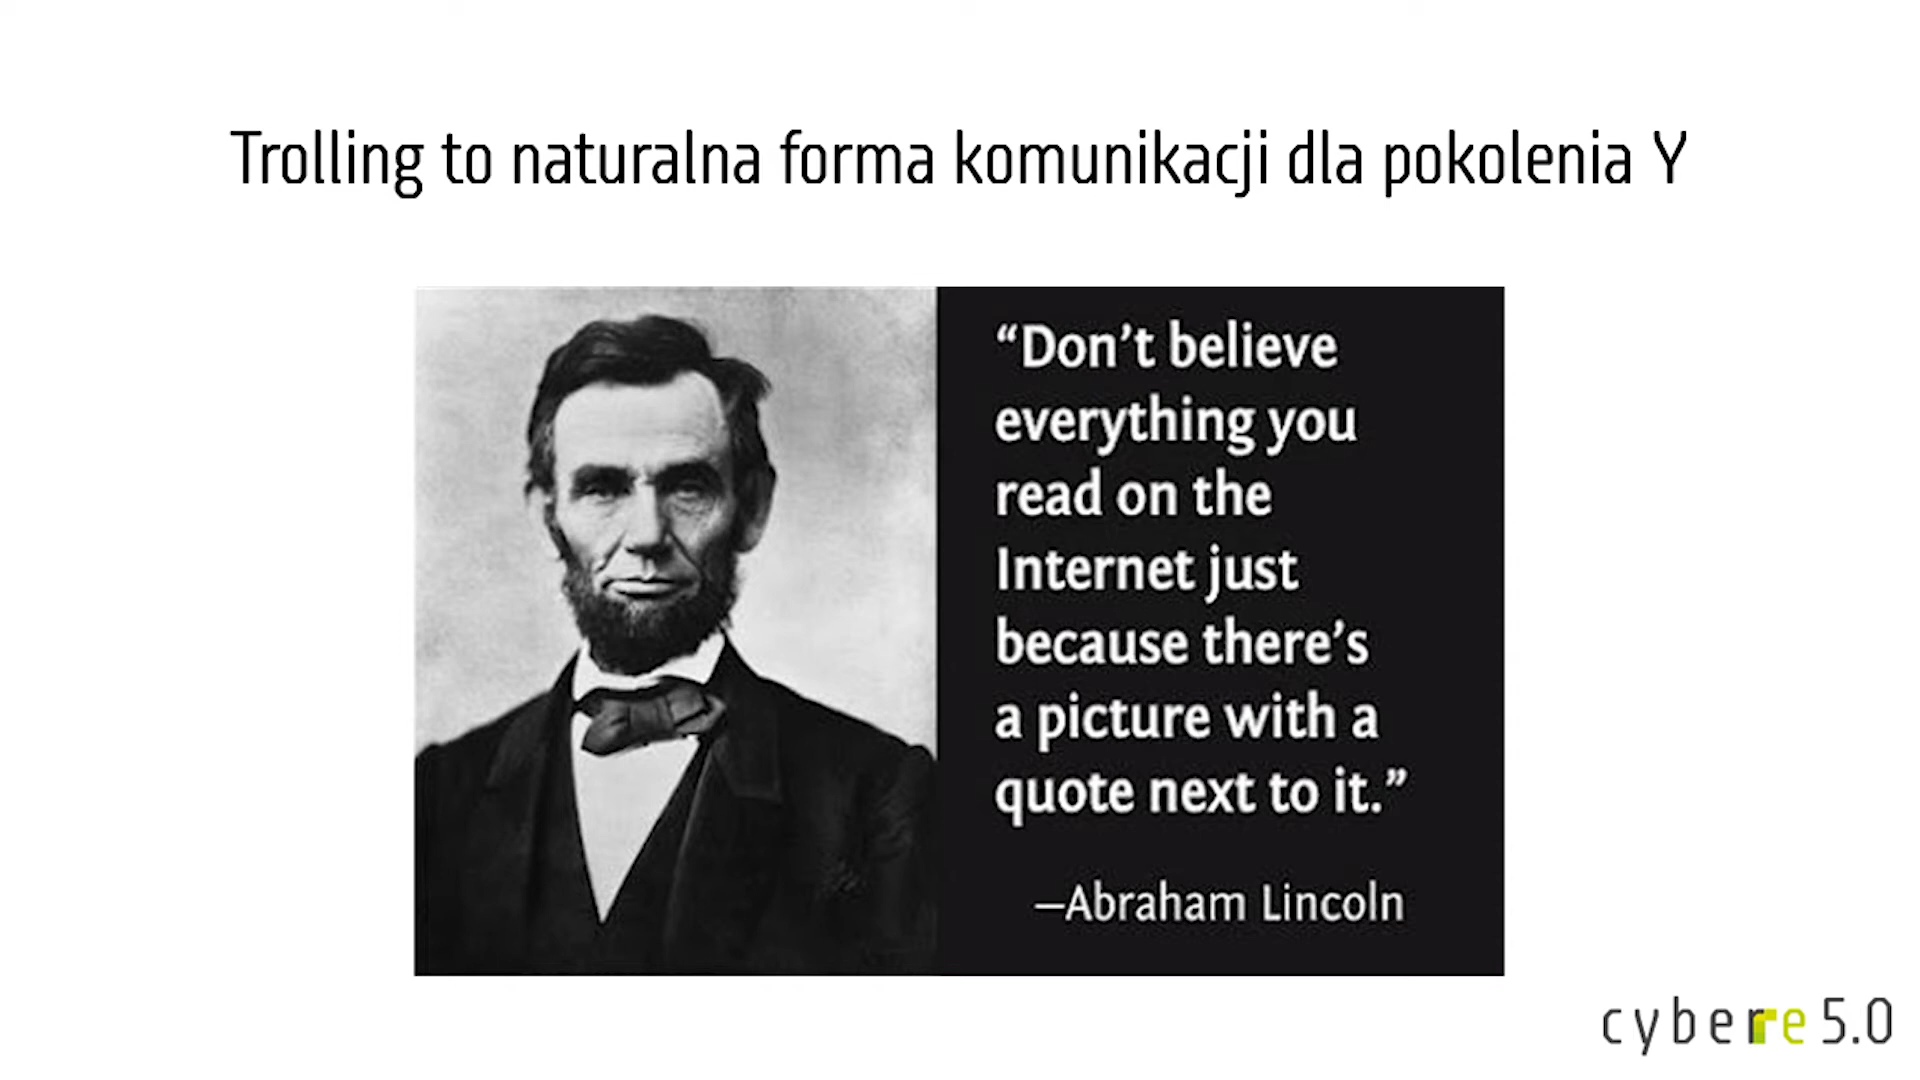 Trolling to naturalna forma komunikacji dla pokolenia Y
“Don’t believe
everything you
read on the
Internet just
because there’s
a picture with a
quote next to it.”
—Abraham Lincoln
cyberre 5.0